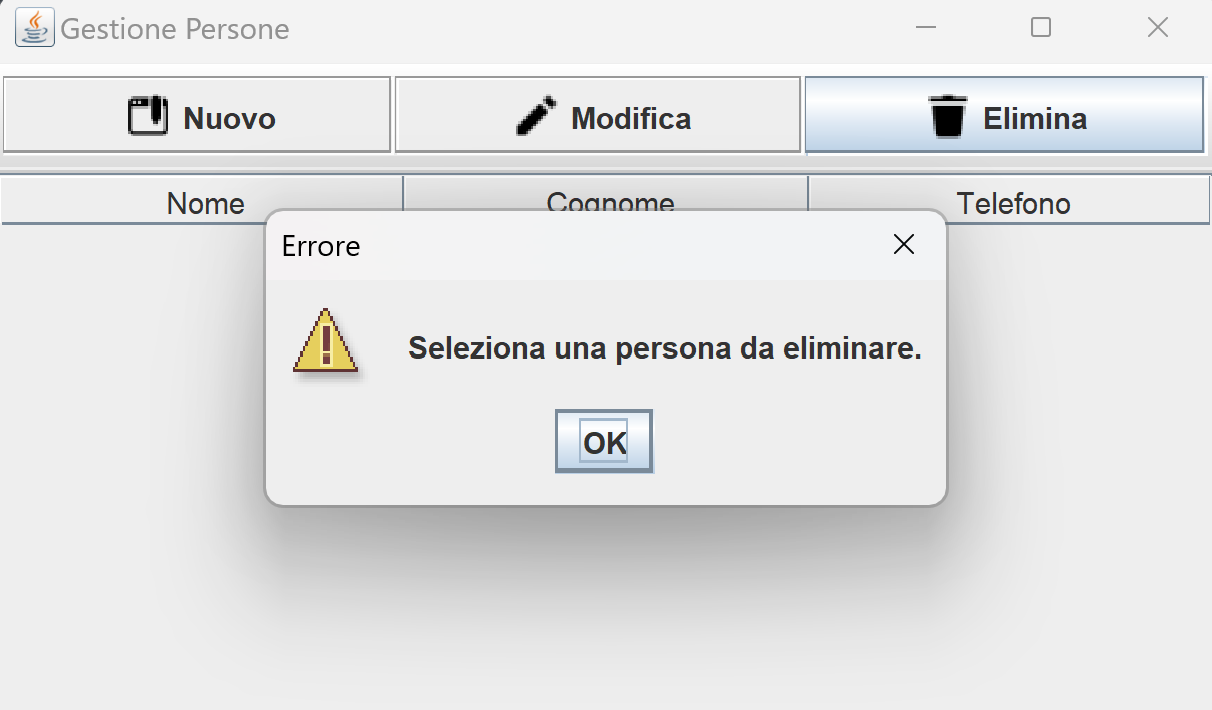 Gestione Persone
Nuovo Modifica Elimina
Nome Cognome Telefono
Errore
Seleziona una persona da eliminare.
OK